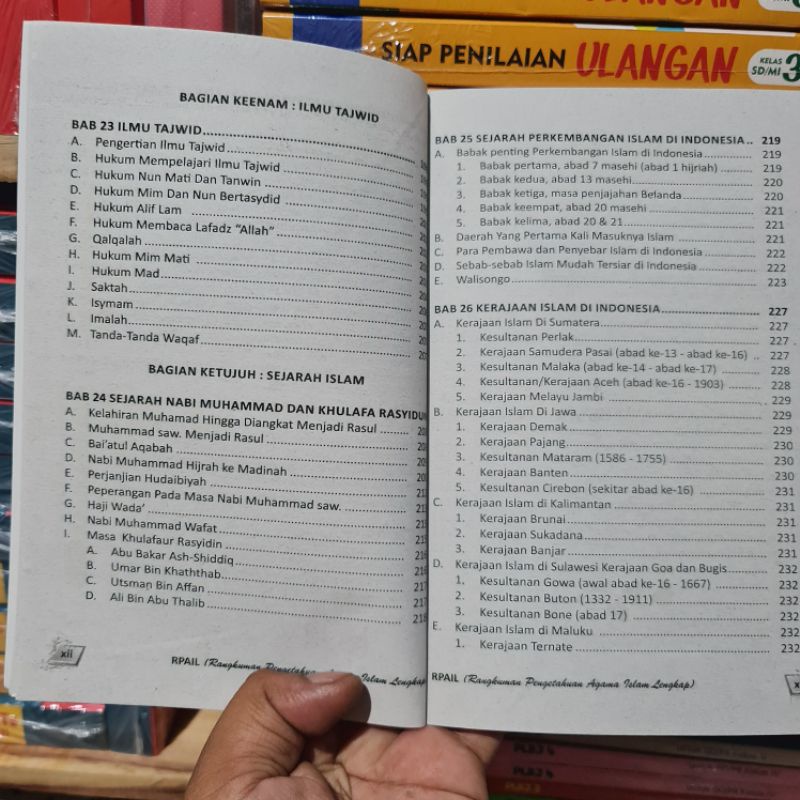 SIAP PENILAIAN ULANGAN KELAS SD/MI 3
BAGIAN KEENAM : ILMU TAJWID
BAB 23 ILMU TAJWID
A. Pengertian Ilmu Tajwid
B. Hukum Mempelajari Ilmu Tajwid
C. Hukum Nun Mati Dan Tanwin
D. Hukum Mim Dan Nun Bertasydid
E. Hukum Alif Lam
F. Hukum Membaca Lafadz "Allah"
G. Qalqalah
H. Hukum Mim Mati
I. Hukum Mad
J. Saktah
K. Isymam
L. Imalah
M. Tanda-Tanda Waqaf
BAGIAN KETUJUH : SEJARAH ISLAM
BAB 24 SEJARAH NABI MUHAMMAD DAN KHULAFA RASYIDUN
A. Kelahiran Muhamad Hingga Diangkat Menjadi Rasul
B. Muhammad saw. Menjadi Rasul
C. Bai'atul Aqabah
D. Nabi Muhammad Hijrah ke Madinah
E. Perjanjian Hudaibiyah
F. Peperangan Pada Masa Nabi Muhammad saw.
G. Haji Wada'
H. Nabi Muhammad Wafat
I. Masa Khulafaur Rasyidin
A. Abu Bakar Ash-Shiddiq 216
B. Umar Bin Khaththab 216
C. Utsman Bin Affan 217
D. Ali Bin Abu Thalib 218
xii
RPAIL (Rangkuman Pengetahuan Islam Lengkap)
BAB 25 SEJARAH PERKEMBANGAN ISLAM DI INDONESIA .. 219
A. Babak penting Perkembangan Islam di Indonesia 219
1. Babak pertama, abad 7 masehi (abad 1 hijriah) 219
2. Babak kedua, abad 13 masehi 220
3. Babak ketiga, masa penjajahan Belanda 220
4. Babak keempat, abad 20 masehi 221
5. Babak kelima, abad 20 & 21 221
B. Daerah Yang Pertama Kali Masuknya Islam 221
C. Para Pembawa dan Penyebar Islam di Indonesia 222
D. Sebab-sebab Islam Mudah Tersiar di Indonesia 222
E. Walisongo 223
BAB 26 KERAJAAN ISLAM DI INDONESIA 227
A. Kerajaan Islam Di Sumatera 227
1. Kesultanan Perlak 227
2. Kerajaan Samudera Pasai (abad ke-13 - abad ke-16) .. 227
3. Kesultanan Malaka (abad ke-14 - abad ke-17) 228
4. Kesultanan/Kerajaan Aceh (abad ke-16 - 1903) 228
5. Kerajaan Melayu Jambi 229
B. Kerajaan Islam Di Jawa 229
1. Kerajaan Demak 229
2. Kerajaan Pajang 230
3. Kesultanan Mataram (1586 - 1755) 230
4. Kerajaan Banten 230
5. Kesultanan Cirebon (sekitar abad ke-16) 231
C. Kerajaan Islam di Kalimantan 231
1. Kerajaan Brunai 231
2. Kerajaan Sukadana 231
3. Kerajaan Banjar 231
D. Kerajaan Islam di Sulawesi Kerajaan Goa dan Bugis 232
1. Kesultanan Gowa (awal abad ke-16 - 1667) 232
2. Kesultanan Buton (1332 - 1911) 232
3. Kesultanan Bone (abad 17) 232
E. Kerajaan Islam di Maluku 232
1. Kerajaan Ternate 232
RPAIL (Rangkuman Pengetahuan Agama Islam Lengkap)